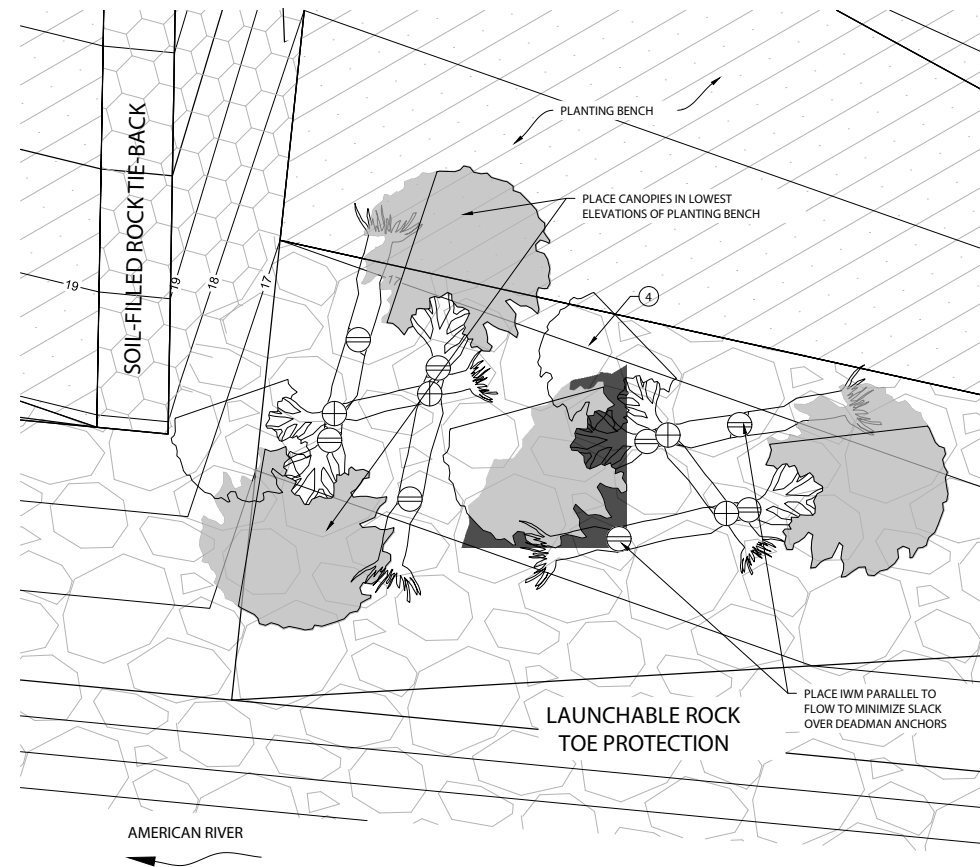 PLANTING BENCH
SOIL-FILLED ROCK TIE-BACK
PLACE CANOPIES IN LOWEST
ELEVATIONS OF PLANTING BENCH
19
19
18
17
17
4
PLACE IWM PARALLEL TO
FLOW TO MINIMIZE SLACK
OVER DEADMAN ANCHORS
LAUNCHABLE ROCK
TOE PROTECTION
AMERICAN RIVER